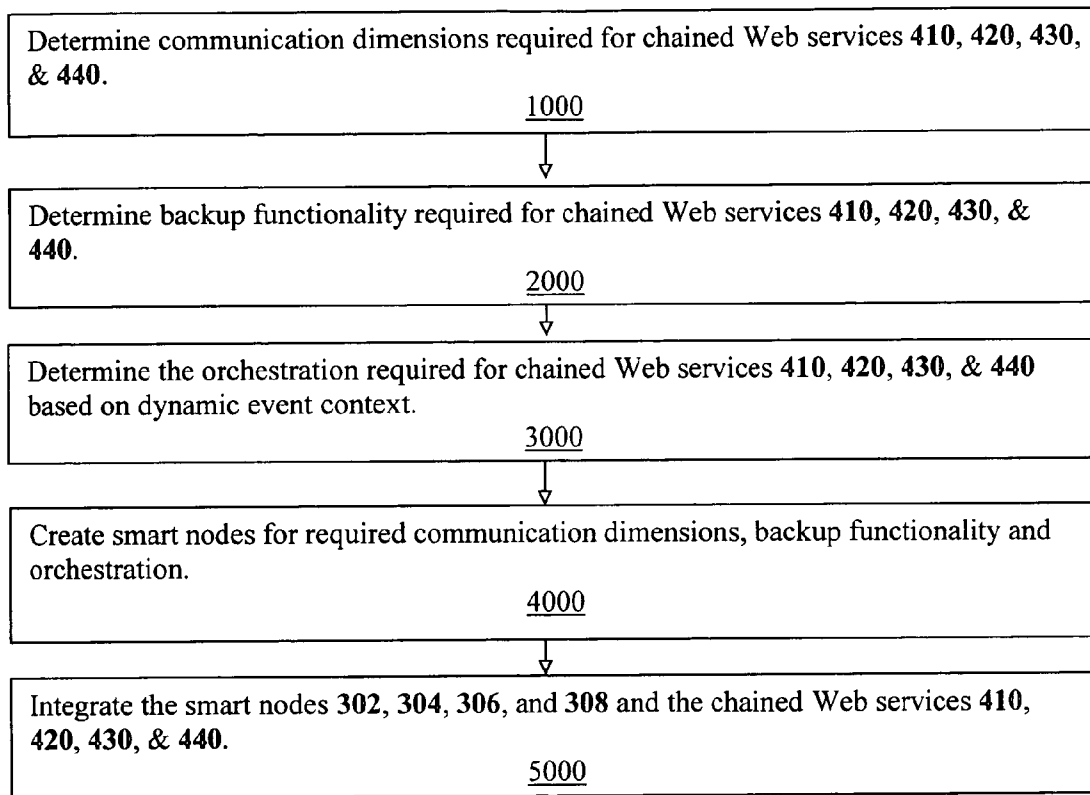 Determine communication dimensions required for chained Web services 410, 420, 430,
& 440.
1000
Determine backup functionality required for chained Web services 410, 420, 430, &
440.
2000
Determine the orchestration required for chained Web services 410, 420, 430, & 440
based on dynamic event context.
3000
Create smart nodes for required communication dimensions, backup functionality and
orchestration.
4000
Integrate the smart nodes 302, 304, 306, and 308 and the chained Web services 410,
420, 430, & 440.
5000